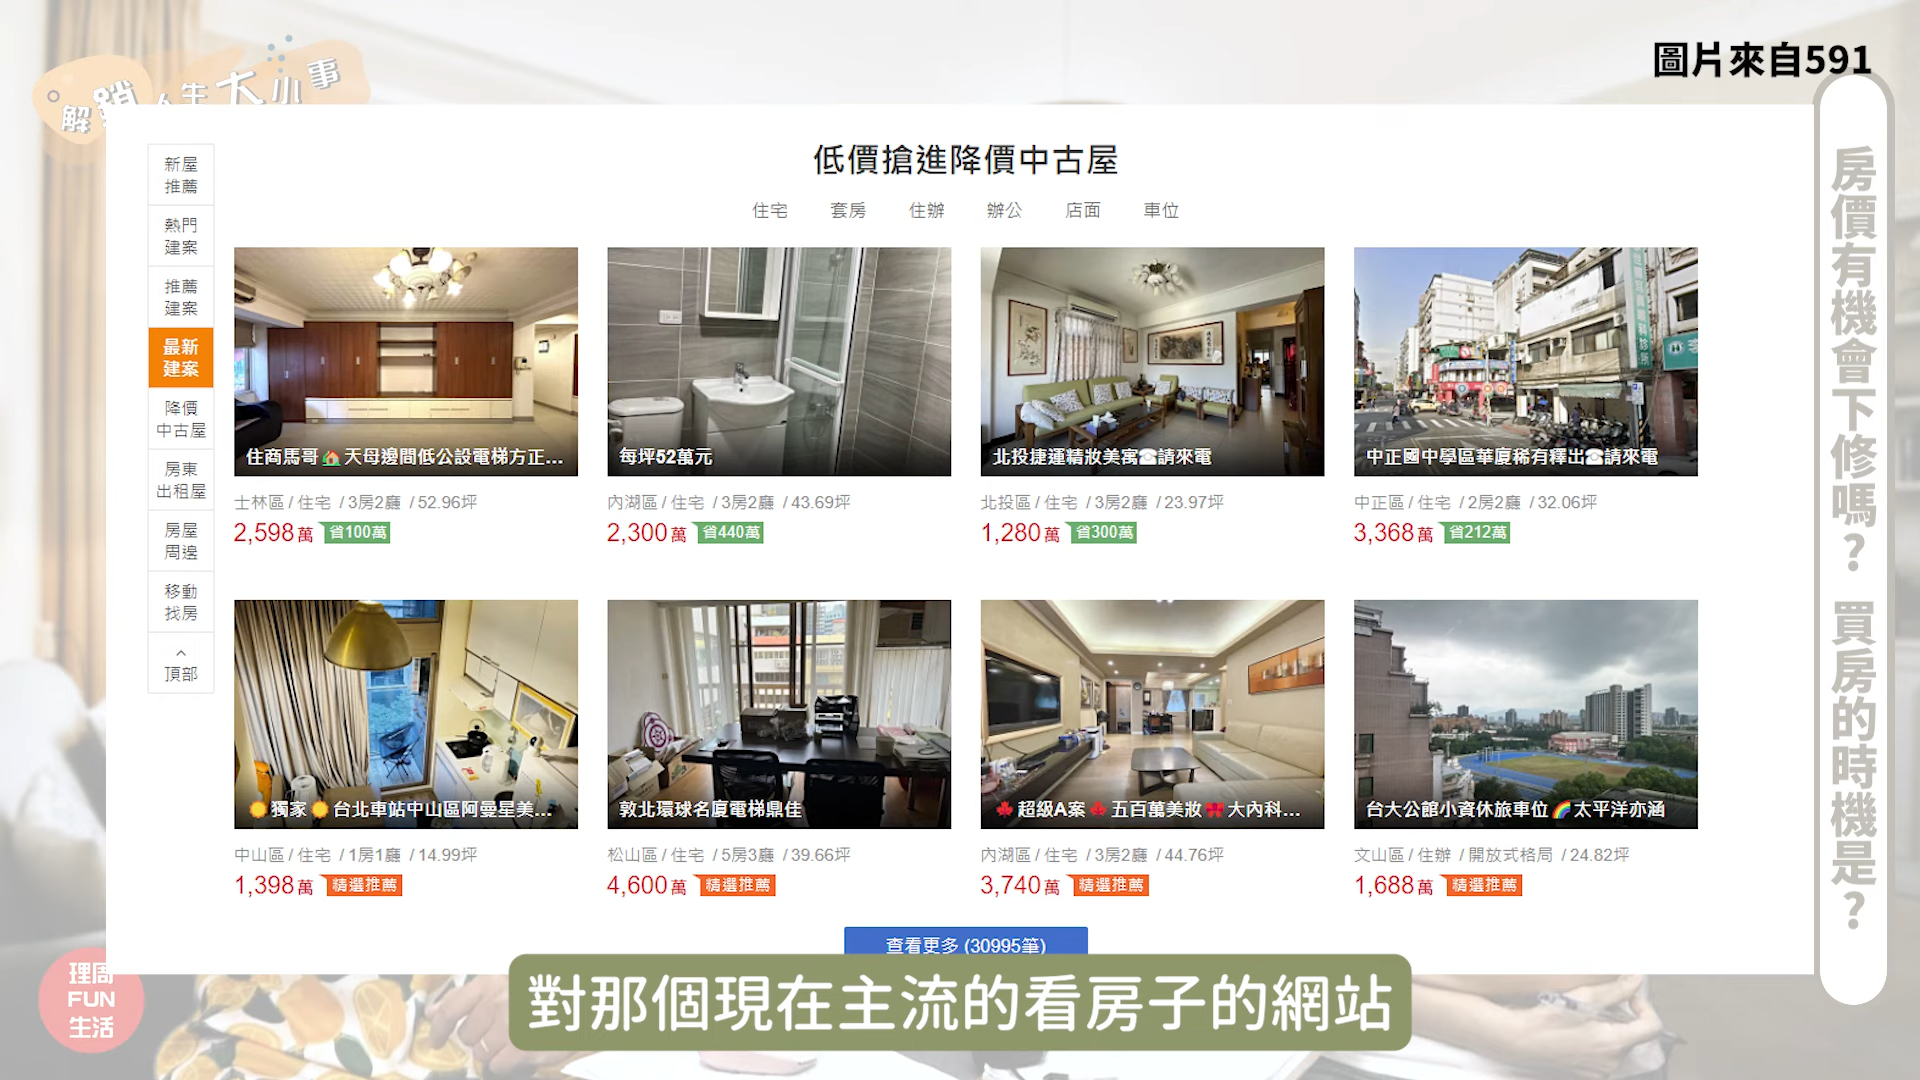 解鎖人生大小事
圖片來自591
房價有機會下修嗎? 買房的時機是?
新屋
推薦
熱門
建案
推薦
建案
最新
建案
降價
中古屋
房東
出租屋
房屋
周邊
移動
找房
頂部
低價搶進降價中古屋
住宅 套房 住辦 辦公 店面 車位
住商馬哥🏡天母邊間低公設電梯方正...
每坪52萬元
北投捷運精妝美寓☎請來電
中正國中學區華廈稀有釋出☎請來電
士林區 / 住宅 / 3房2廳 / 52.96坪
2,598萬 省100萬
內湖區 / 住宅 / 3房2廳 / 43.69坪
2,300萬 省440萬
北投區 / 住宅 / 3房2廳 / 23.97坪
1,280萬 省300萬
中正區 / 住宅 / 2房2廳 / 32.06坪
3,368萬 省212萬
🌞獨家🌞台北車站中山區阿曼星美...
敦北環球名廈電梯鼎佳
🍁超級A案🍁五百萬美妝🎀大內科...
台大公館小資休旅車位🌈太平洋亦涵
中山區 / 住宅 / 1房1廳 / 14.99坪
1,398萬 精選推薦
松山區 / 住宅 / 5房3廳 / 39.66坪
4,600萬 精選推薦
內湖區 / 住宅 / 3房2廳 / 44.76坪
3,740萬 精選推薦
文山區 / 住辦 / 開放式格局 / 24.82坪
1,688萬 精選推薦
查看更多 (30995筆)
理周
FUN
生活
對那個現在主流的看房子的網站